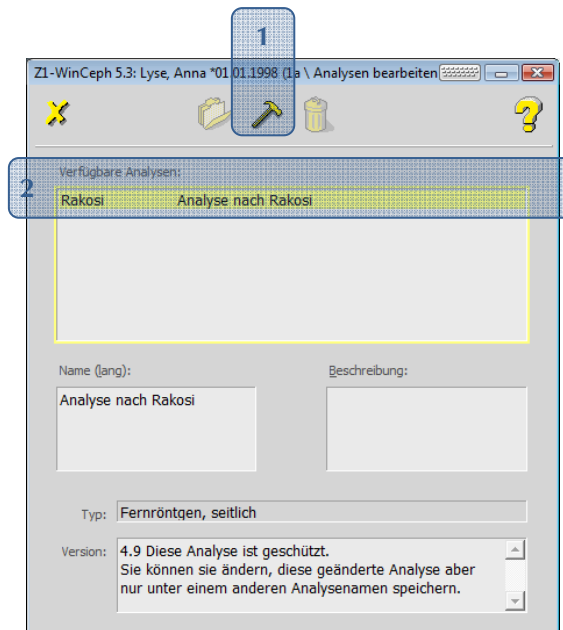 1
Z1-WinCeph 5.3: Lyse, Anna *01.01.1998 (1a \ Analysen bearbeiten
2
Verfügbare Analysen:
Rakosi Analyse nach Rakosi
Name (lang): Beschreibung:
Analyse nach Rakosi
Typ: Fernröntgen, seitlich
Version: 4.9 Diese Analyse ist geschützt.
Sie können sie ändern, diese geänderte Analyse aber
nur unter einem anderen Analysenamen speichern.